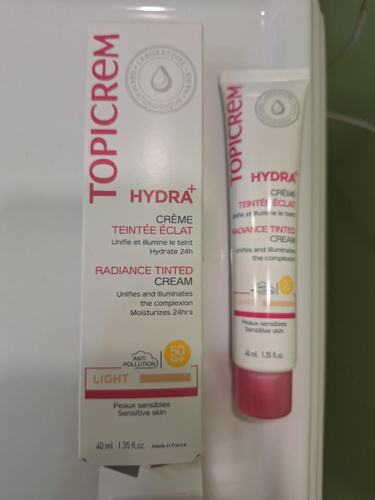 TOPICREM
LABORATOIRE
DERMATOLOGIQUE
HYDRA+
CRÈME
TEINTÉE ÉCLAT
Unifie et illumine le teint
Hydrate 24h
RADIANCE TINTED
CREAM
Unifies and illuminates
the complexion
Moisturizes 24hrs
ANTI
POLLUTION
50
SPF
LIGHT
Peaux sensibles
Sensitive skin
40 ml 1.35 fl.oz. Made in France
TOPICREM
HYDRA+
CRÈME
TEINTÉE ÉCLAT
Unifie et illumine le teint
RADIANCE TINTED
CREAM
Unifies and illuminates
the complexion
LIGHT
Peaux sensibles
Sensitive skin
40 ml 1.35 fl.oz.